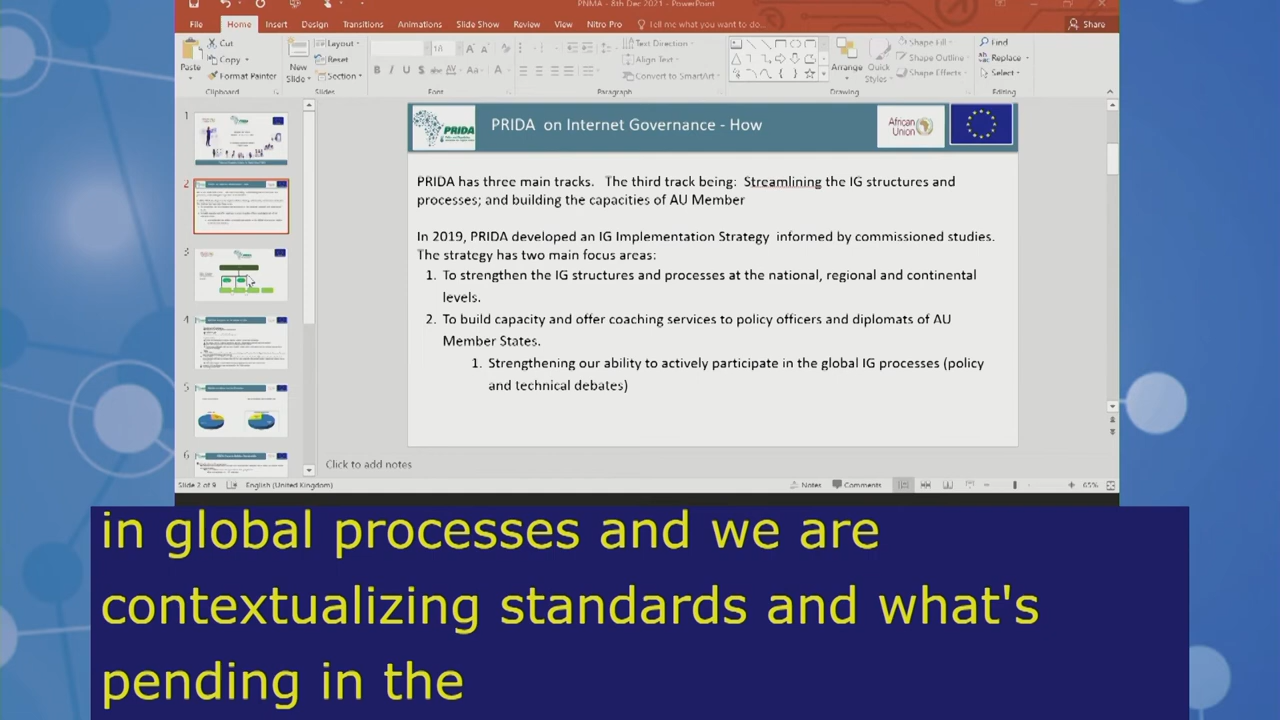 PNMA - 8th Dec 2021 - PowerPoint
File Home Insert Design Transitions Animations Slide Show Review View Nitro Pro Tell me what you want to do... Share
Paste
Cut
Copy
Format Painter
Clipboard
New Slide
Layout
Reset
Section
Slides
18
Font
Text Direction
Align Text
Convert to SmartArt
Paragraph
Arrange
Quick Styles
Shape Fill
Shape Outline
Shape Effects
Drawing
Find
Replace
Select
Editing
1
2
3
4
5
6
PRIDA
PRIDA on Internet Governance - How
African Union
PRIDA has three main tracks. The third track being: Streamlining the IG structures and
processes; and building the capacities of AU Member
In 2019, PRIDA developed an IG Implementation Strategy informed by commissioned studies.
The strategy has two main focus areas:
1. To strengthen the IG structures and processes at the national, regional and continental
levels.
2. To build capacity and offer coaching services to policy officers and diplomats of AU
Member States.
1. Strengthening our ability to actively participate in the global IG processes (policy
and technical debates)
Click to add notes
Slide 2 of 9 English (United Kingdom) Notes Comments 65%
in global processes and we are
contextualizing standards and what's
pending in the